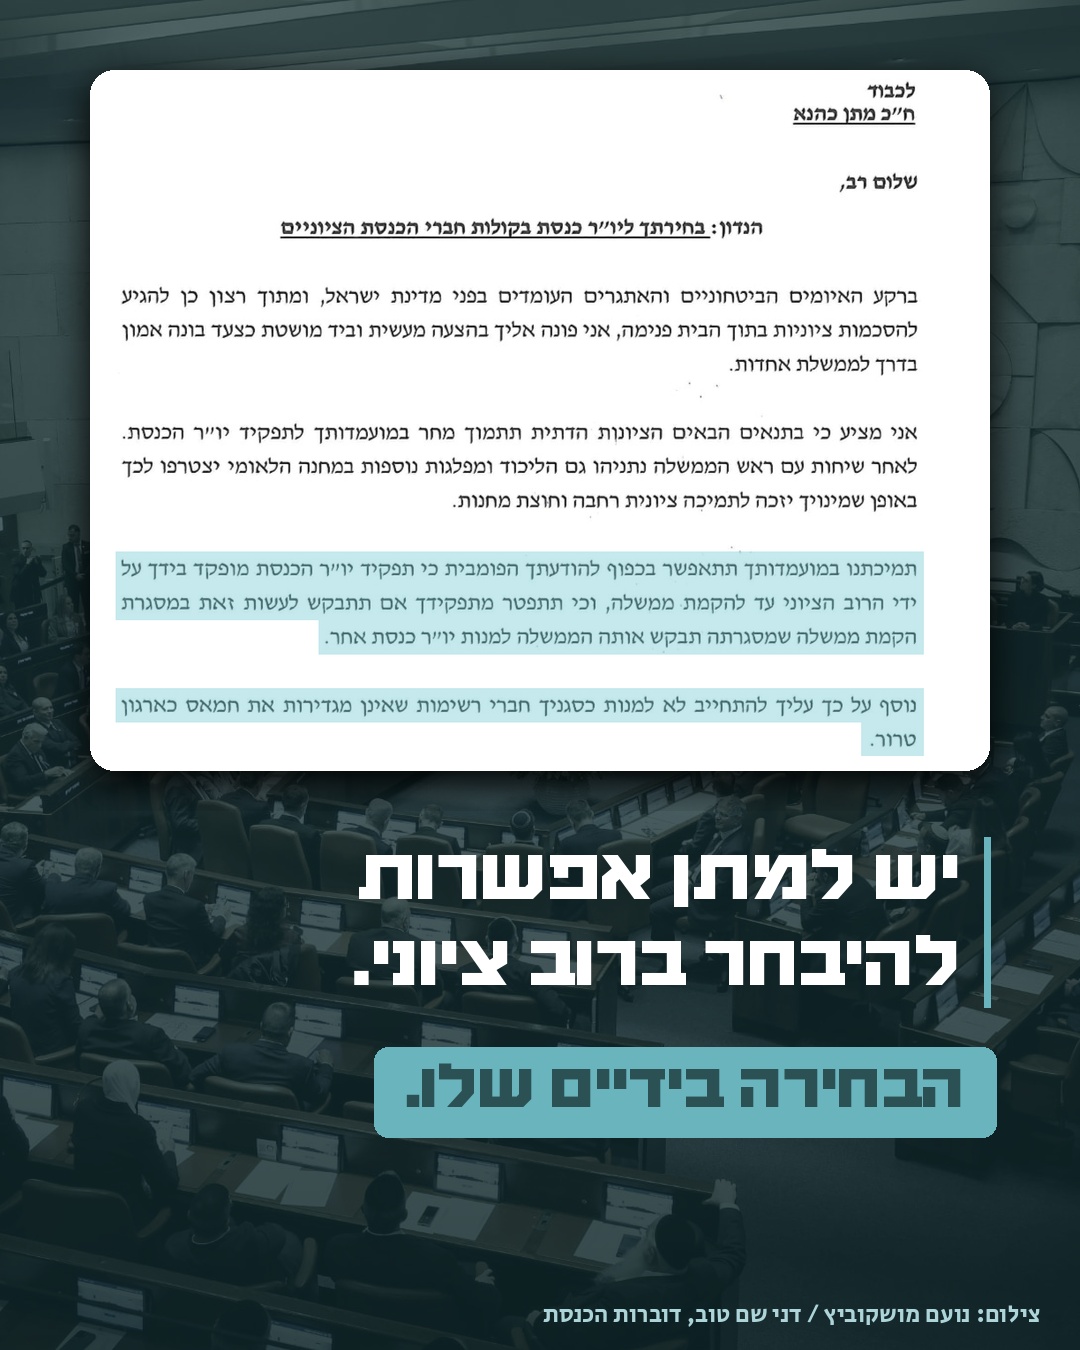 לכבוד
ח״כ מתן כהנא
שלום רב,
הנדון: בחירתך ליו״ר כנסת בקולות חברי הכנסת הציוניים
ברקע האיומים הביטחוניים והאתגרים העומדים בפני מדינת ישראל, ומתוך רצון כן להגיע
להסכמות ציוניות בתוך הבית פנימה, אני פונה אליך בהצעה מעשית וביד מושטת כצעד בונה אמון
בדרך לממשלת אחדות.
אני מציע כי בתנאים הבאים הציונות הדתית תתמוך מחר במועמדותך לתפקיד יו״ר הכנסת.
לאחר שיחות עם ראש הממשלה נתניהו גם הליכוד ומפלגות נוספות במחנה הלאומי יצטרפו לכך
באופן שמינויך יזכה לתמיכה ציונית רחבה וחוצת מחנות.
תמיכתנו במועמדותך תתאפשר בכפוף להודעתך הפומבית כי תפקיד יו״ר הכנסת מופקד בידך על
ידי הרוב הציוני עד להקמת ממשלה, וכי תתפטר מתפקידך אם תתבקש לעשות זאת במסגרת
הקמת ממשלה שמסגרתה תבקש אותה הממשלה למנות יו״ר כנסת אחר.
נוסף על כך עליך להתחייב לא למנות כסגניך חברי רשימות שאינן מגדירות את חמאס כארגון
טרור.
יש למתן אפשרות
להיבחר ברוב ציוני.
הבחירה בידיים שלו.
צילום: נועם מושקוביץ / דני שם טוב, דוברות הכנסת